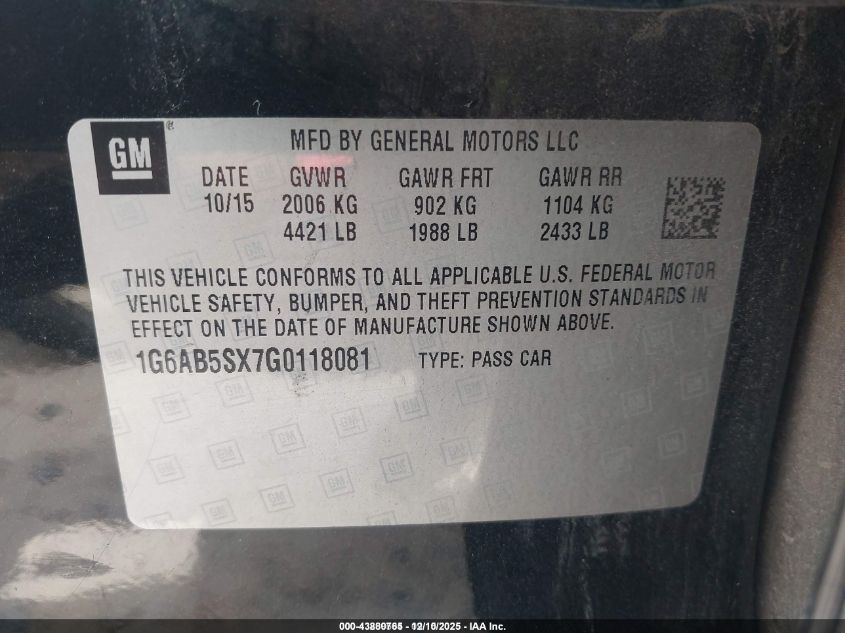 GM
MFD BY GENERAL MOTORS LLC
DATE GVWR GAWR FRT GAWR RR
10/15 2006 KG 902 KG 1104 KG
4421 LB 1988 LB 2433 LB
THIS VEHICLE CONFORMS TO ALL APPLICABLE U.S. FEDERAL MOTOR
VEHICLE SAFETY, BUMPER, AND THEFT PREVENTION STANDARDS IN
EFFECT ON THE DATE OF MANUFACTURE SHOWN ABOVE.
1G6AB5SX7G0118081 TYPE: PASS CAR
- IAA Inc.